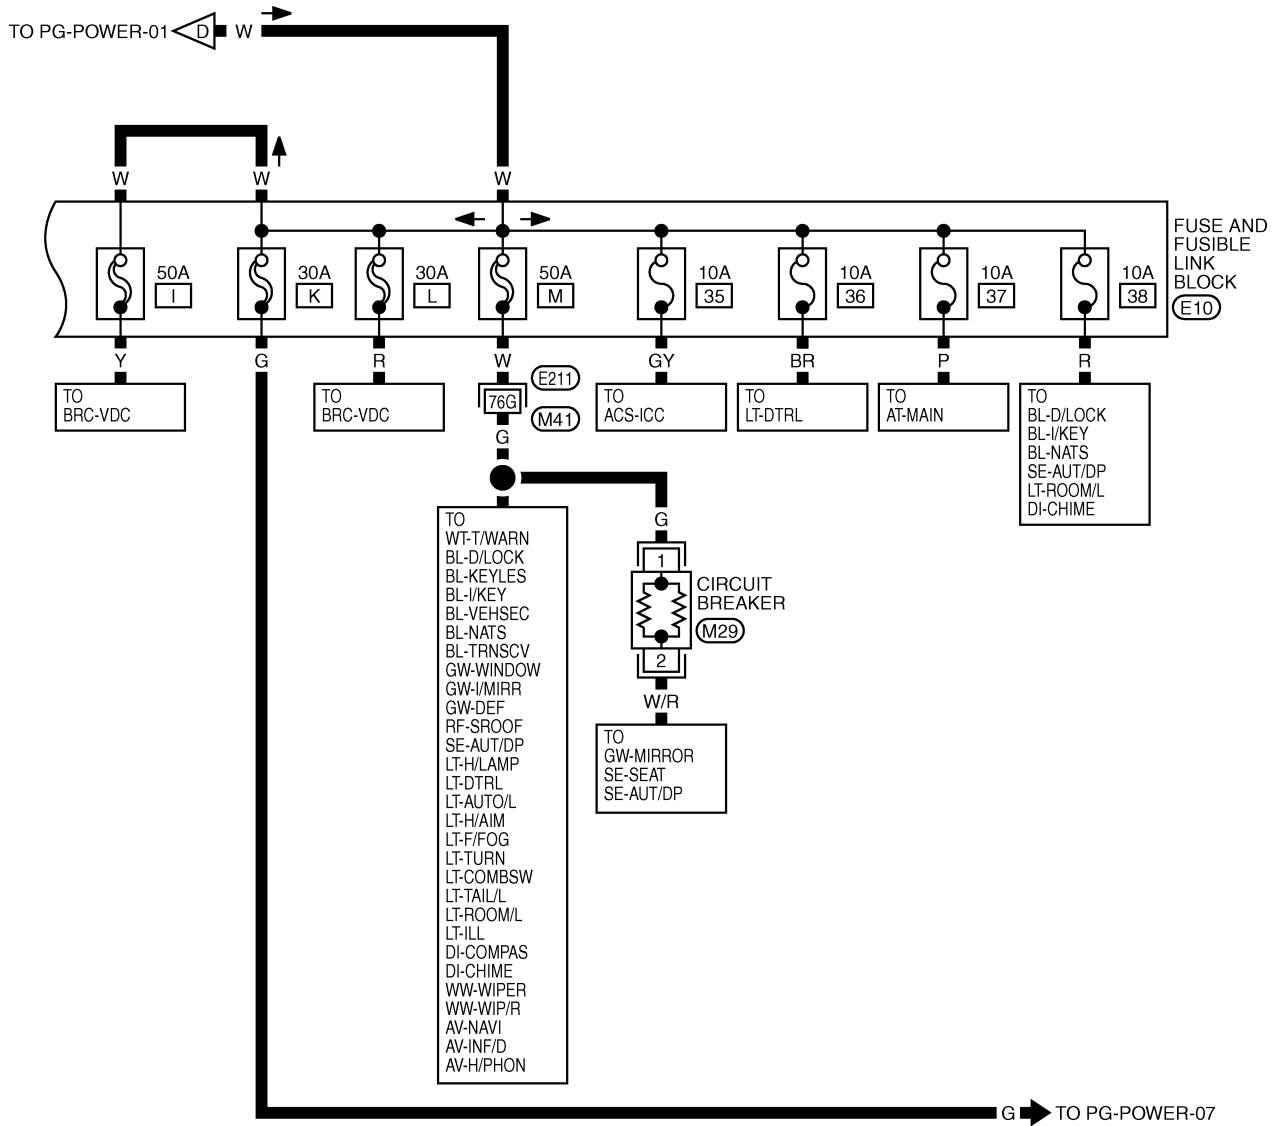 TO PG-POWER-01 D W
W
W
W
FUSE AND
FUSIBLE
LINK
BLOCK
E10
50A
I
30A
K
30A
L
50A
M
10A
35
10A
36
10A
37
10A
38
Y
G
R
W
GY
BR
P
R
TO
BRC-VDC
TO
BRC-VDC
76G
E211
M41
TO
ACS-ICC
TO
LT-DTRL
TO
AT-MAIN
TO
BL-D/LOCK
BL-I/KEY
BL-NATS
SE-AUT/DP
LT-ROOM/L
DI-CHIME
G
TO
WT-T/WARN
BL-D/LOCK
BL-KEYLES
BL-I/KEY
BL-VEHSEC
BL-NATS
BL-TRNSCV
GW-WINDOW
GW-I/MIRR
GW-DEF
RF-SROOF
SE-AUT/DP
LT-H/LAMP
LT-DTRL
LT-AUTO/L
LT-H/AIM
LT-F/FOG
LT-TURN
LT-COMBSW
LT-TAIL/L
LT-ROOM/L
LT-ILL
DI-COMPAS
DI-CHIME
WW-WIPER
WW-WIP/R
AV-NAVI
AV-INF/D
AV-H/PHON
G
1
CIRCUIT
BREAKER
M29
2
W/R
TO
GW-MIRROR
SE-SEAT
SE-AUT/DP
G TO PG-POWER-07